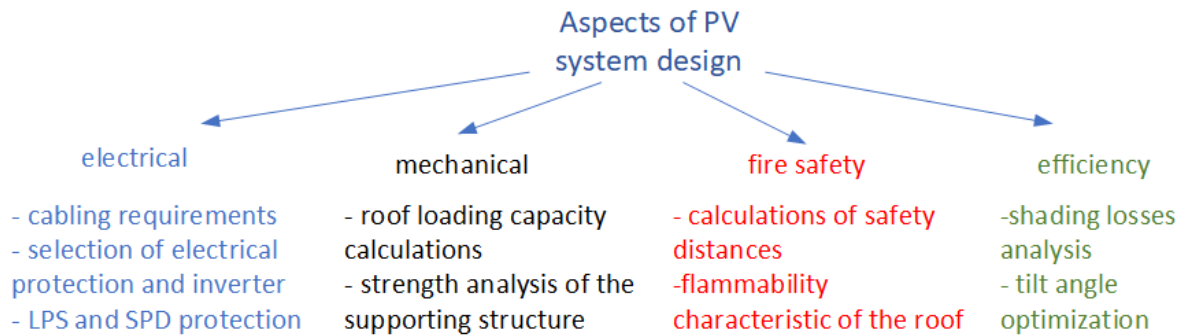 Aspects of PV
system design
electrical
- cabling requirements
- selection of electrical
protection and inverter
- LPS and SPD protection
mechanical
- roof loading capacity
calculations
- strength analysis of the
supporting structure
fire safety
- calculations of safety
distances
-flammability
characteristic of the roof
efficiency
-shading losses
analysis
- tilt angle
optimization